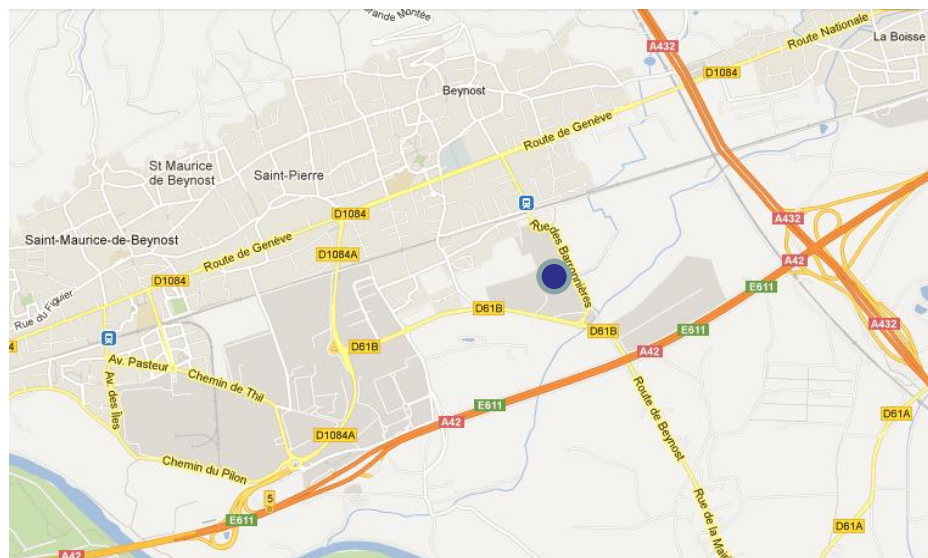 Grande Montée
A432
Route Nationale
La Boisse
D1084
Beynost
Route de Genève
St Maurice
de Beynost
Saint-Pierre
D1084
Rue des Barronnières
A432
Saint-Maurice-de-Beynost
Route de Genève
D1084A
A42
D1084
E611
Rue du Figuier
D61B
D61B
E611
A432
A42
D61B
Av. Pasteur
Chemin de Thil
Av. des Îles
E611
A42
Route de Beynost
D61A
D1084A
Chemin du Pilon
5
Rue de la
E611
D61A
A42